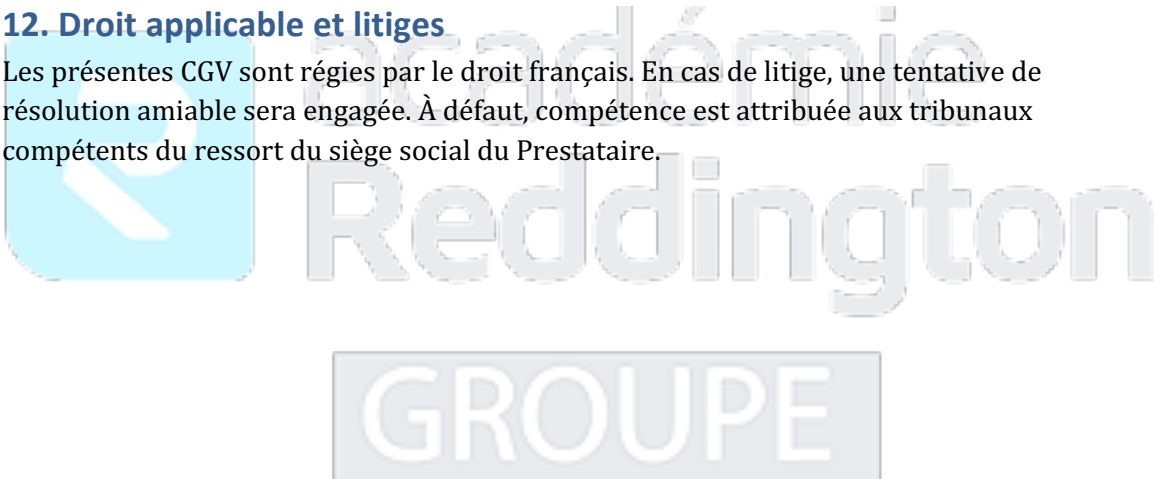 12. Droit applicable et litiges
Les présentes CGV sont régies par le droit français. En cas de litige, une tentative de
résolution amiable sera engagée. À défaut, compétence est attribuée aux tribunaux
compétents du ressort du siège social du Prestataire.
académie
Reddington
GROUPE